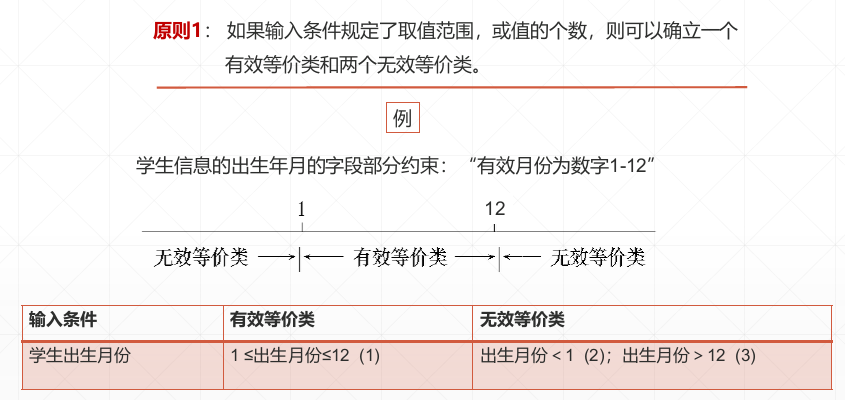 原则1： 如果输入条件规定了取值范围，或值的个数，则可以确立一个
有效等价类和两个无效等价类。
例
学生信息的出生年月的字段部分约束： “有效月份为数字1-12”
1 12
无效等价类 有效等价类 无效等价类
输入条件 有效等价类 无效等价类
学生出生月份 1 ≤出生月份≤12 (1) 出生月份＜1 (2)；出生月份＞12 (3)